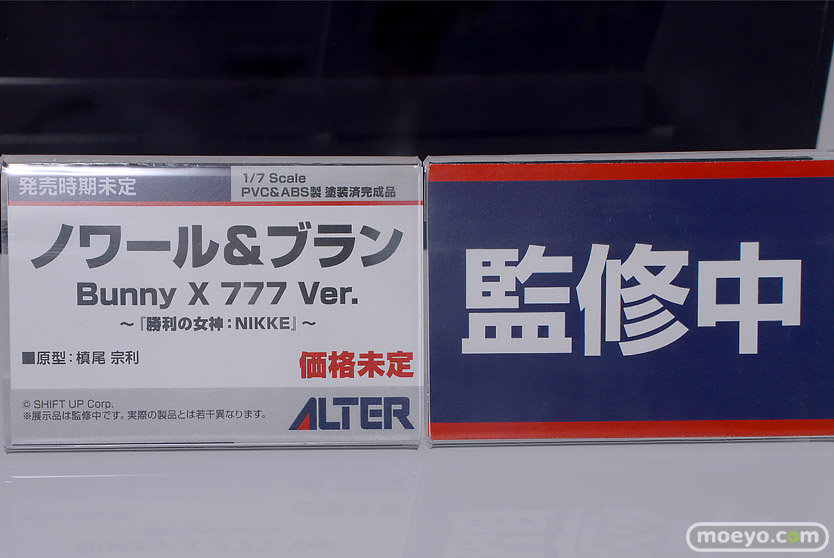 発売時期未定
1/7 Scale
PVC&ABS製 塗装済完成品
ノワール&ブラン
Bunny X 777 Ver.
~『勝利の女神:NIKKE』~
■原型:槙尾 宗利
価格未定
© SHIFT UP Corp.
※展示品は監修中です。実際の製品とは若干異なります。
ALTER
監修中
moeyo.com